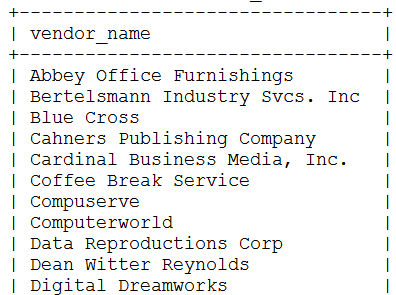 +---------------------------------+
| vendor_name                     |
+---------------------------------+
| Abbey Office Furnishings        |
| Bertelsmann Industry Svcs. Inc  |
| Blue Cross                      |
| Cahners Publishing Company      |
| Cardinal Business Media, Inc.   |
| Coffee Break Service            |
| Compuserve                      |
| Computerworld                   |
| Data Reproductions Corp         |
| Dean Witter Reynolds            |
| Digital Dreamworks              |